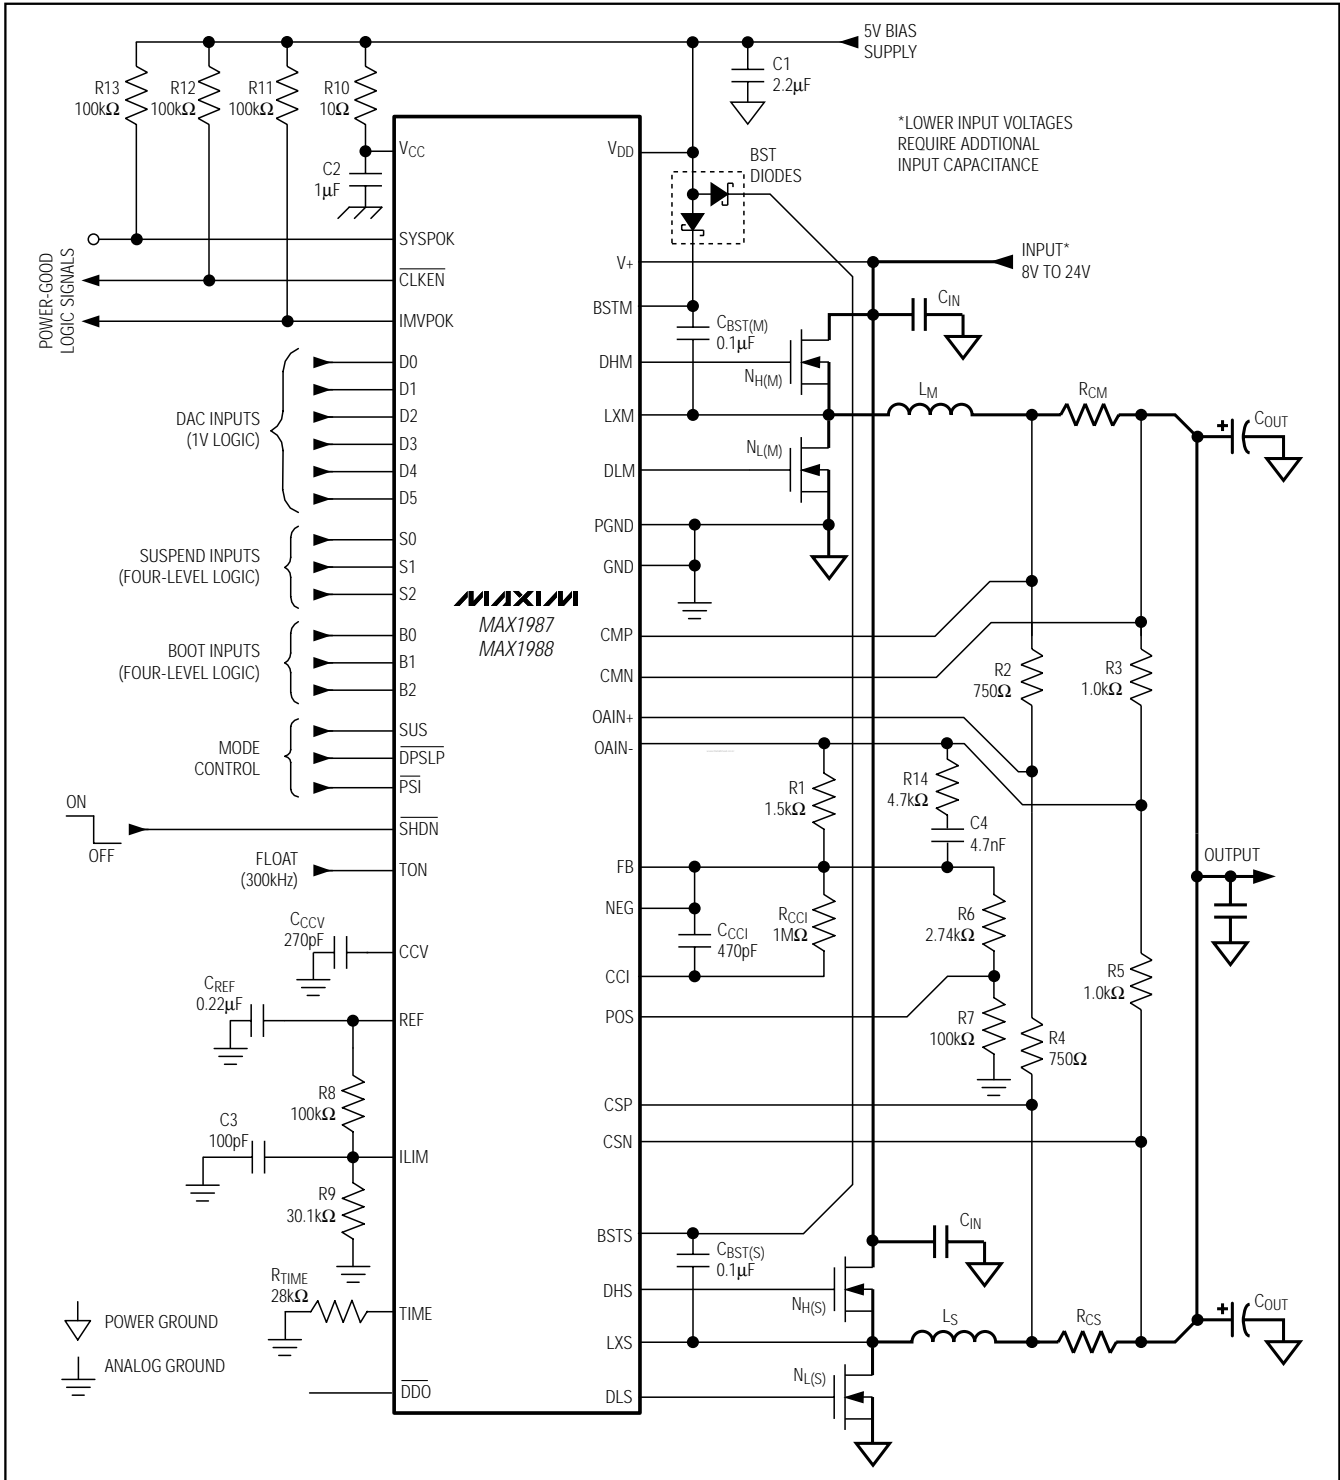 5V BIAS
SUPPLY
C1
2.2μF
R13
100kΩ
R12
100kΩ
R11
100kΩ
R10
10Ω
*LOWER INPUT VOLTAGES
REQUIRE ADDTIONAL
INPUT CAPACITANCE
VCC
VDD
BST
DIODES
C2
1μF
SYSPOK
POWER-GOOD
LOGIC SIGNALS
V+
INPUT*
8V TO 24V
CLKEN
BSTM
CIN
IMVPOK
CBST(M)
0.1μF
DAC INPUTS
(1V LOGIC)
D0
D1
D2
D3
D4
D5
DHM
NH(M)
LXM
LM
RCM
COUT
NL(M)
DLM
PGND
SUSPEND INPUTS
(FOUR-LEVEL LOGIC)
S0
S1
S2
GND
MAXIM
MAX1987
MAX1988
BOOT INPUTS
(FOUR-LEVEL LOGIC)
B0
B1
B2
CMP
CMN
R2
750Ω
R3
1.0kΩ
OAIN+
OAIN-
MODE
CONTROL
SUS
DPSLP
PSI
R1
1.5kΩ
R14
4.7kΩ
C4
4.7nF
ON
OFF
SHDN
FLOAT
(300kHz)
TON
FB
OUTPUT
NEG
CCCI
470pF
RCCI
1MΩ
R6
2.74kΩ
CCCV
270pF
CCV
CCI
R5
1.0kΩ
CREF
0.22μF
REF
POS
R7
100kΩ
R4
750Ω
R8
100kΩ
CSP
C3
100pF
CSN
ILIM
R9
30.1kΩ
BSTS
CBST(S)
0.1μF
CIN
RTIME
28kΩ
TIME
DHS
NH(S)
LXS
LS
RCS
COUT
POWER GROUND
ANALOG GROUND
NL(S)
DDO
DLS